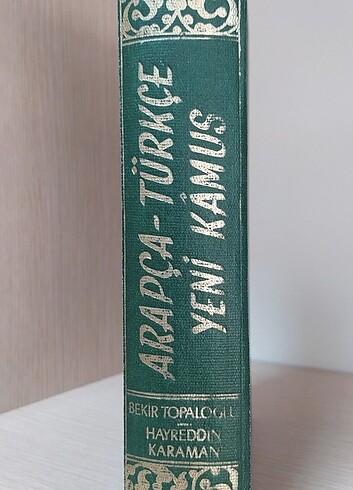 ARAPÇA-TÜRKÇE
YENİ KÂMUS
BEKİR TOPALOĞLU
HAYREDDİN
KARAMAN